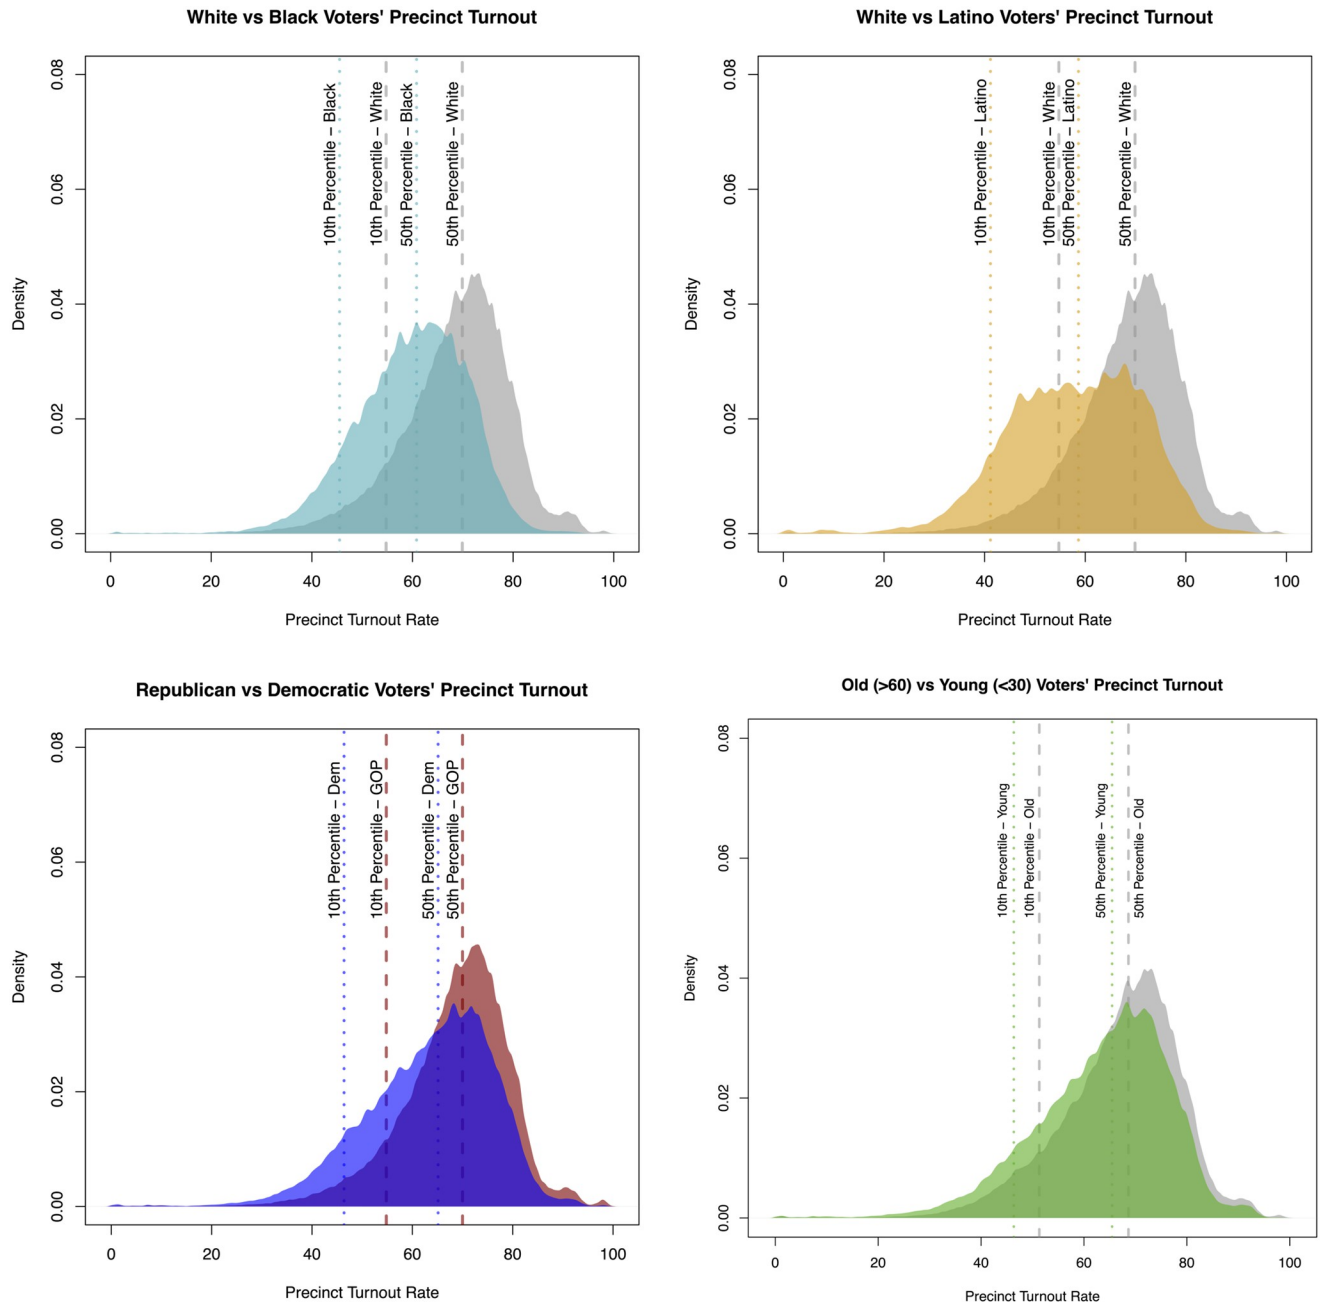 White vs Black Voters' Precinct Turnout
10th Percentile – Black
10th Percentile – White
50th Percentile – Black
50th Percentile – White
Density
0.00
0.02
0.04
0.06
0.08
0 20 40 60 80 100
Precinct Turnout Rate
White vs Latino Voters' Precinct Turnout
10th Percentile – Latino
10th Percentile – White
50th Percentile – Latino
50th Percentile – White
Density
0.00
0.02
0.04
0.06
0.08
0 20 40 60 80 100
Precinct Turnout Rate
Republican vs Democratic Voters' Precinct Turnout
10th Percentile – Dem
10th Percentile – GOP
50th Percentile – Dem
50th Percentile – GOP
Density
0.00
0.02
0.04
0.06
0.08
0 20 40 60 80 100
Precinct Turnout Rate
Old (>60) vs Young (<30) Voters' Precinct Turnout
10th Percentile – Young
10th Percentile – Old
50th Percentile – Young
50th Percentile – Old
Density
0.00
0.02
0.04
0.06
0.08
0 20 40 60 80 100
Precinct Turnout Rate